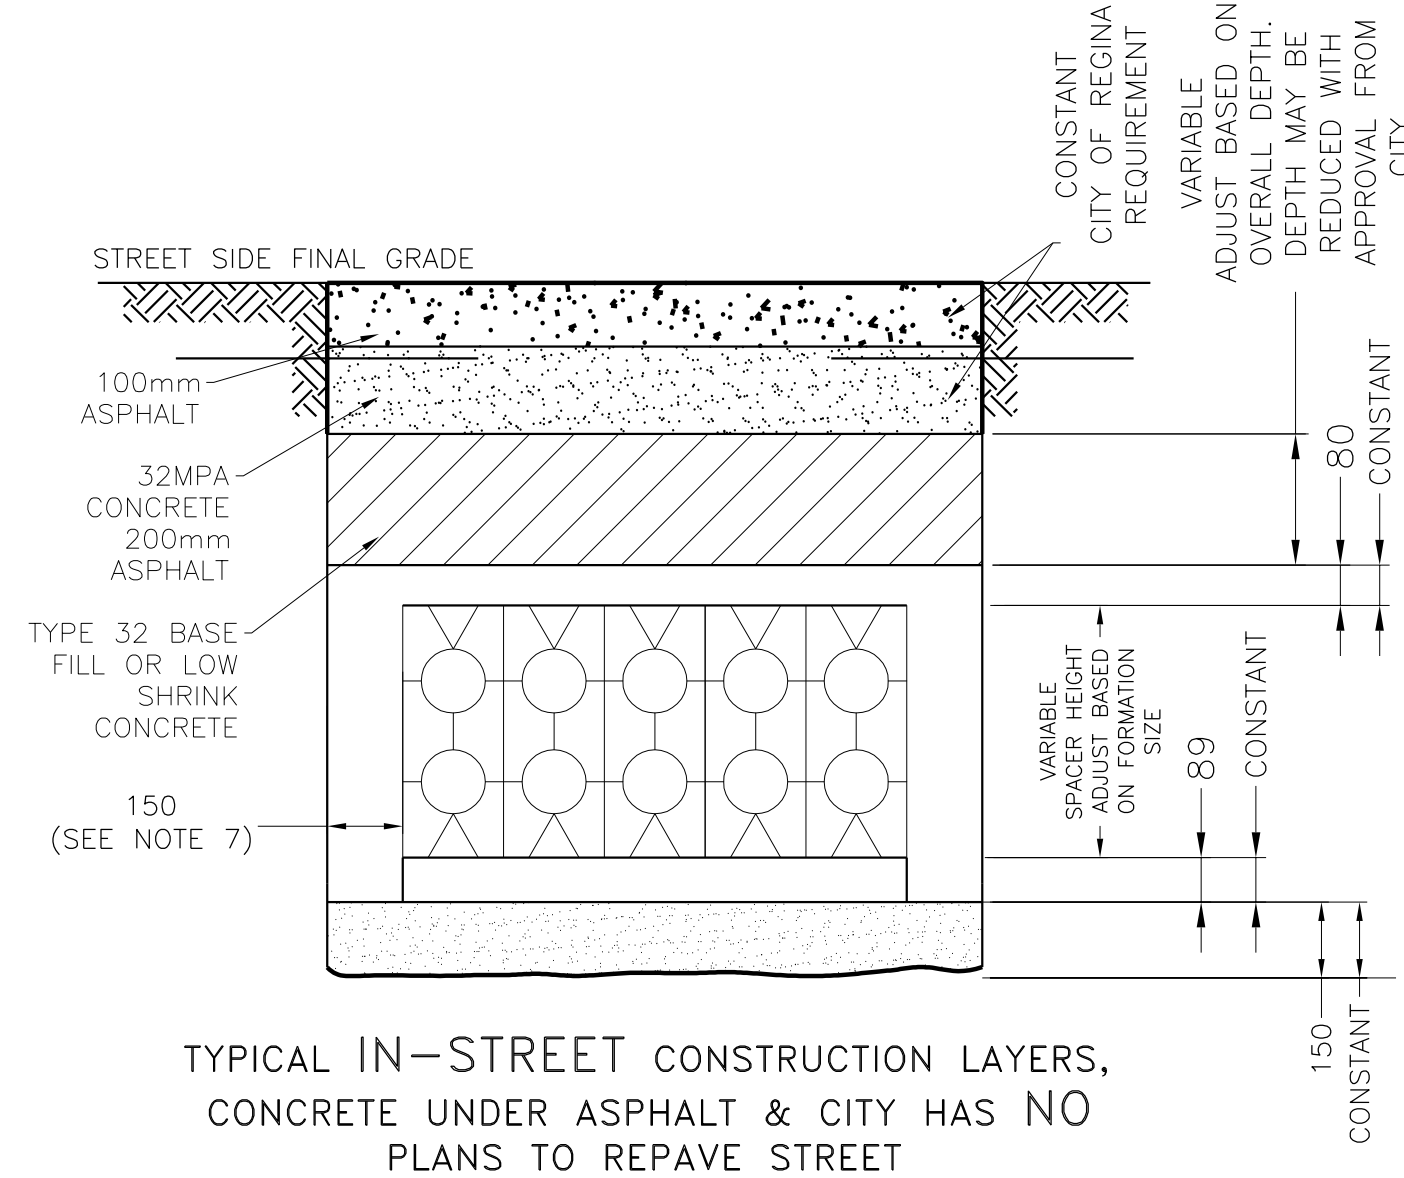 CONSTANT
CITY OF REGINA
REQUIREMENT
VARIABLE
ADJUST BASED ON
OVERALL DEPTH.
DEPTH MAY BE
REDUCED WITH
APPROVAL FROM
CITY
STREET SIDE FINAL GRADE
100mm
ASPHALT
32MPA
CONCRETE
200mm
ASPHALT
TYPE 32 BASE
FILL OR LOW
SHRINK
CONCRETE
150
(SEE NOTE 7)
80
CONSTANT
VARIABLE
SPACER HEIGHT
ADJUST BASED
ON FORMATION
SIZE
89
CONSTANT
150
CONSTANT
TYPICAL IN-STREET CONSTRUCTION LAYERS,
CONCRETE UNDER ASPHALT & CITY HAS NO
PLANS TO REPAVE STREET